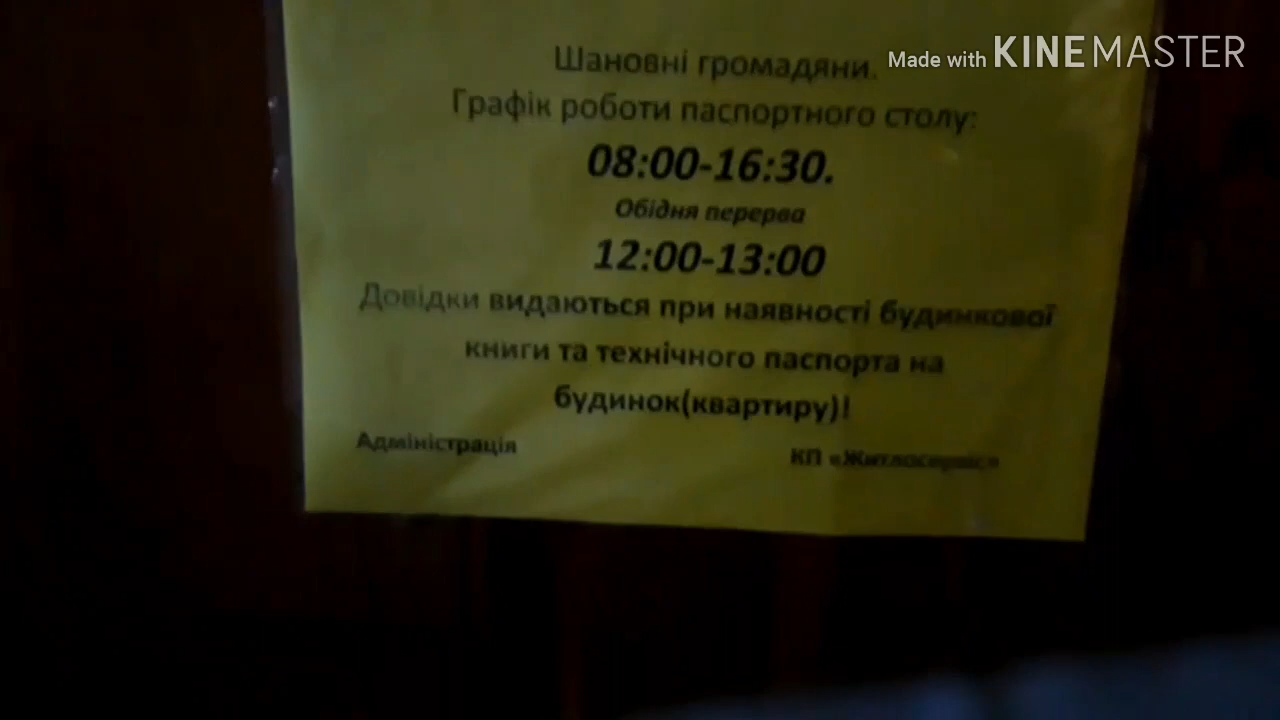 Made with KINEMASTER
Шановні громадяни.
Графік роботи паспортного столу:
08:00-16:30.
Обідня перерва
12:00-13:00
Довідки видаються при наявності будинкової
книги та технічного паспорта на
будинок(квартиру)!
Адміністрація КП «Житлосервіс»